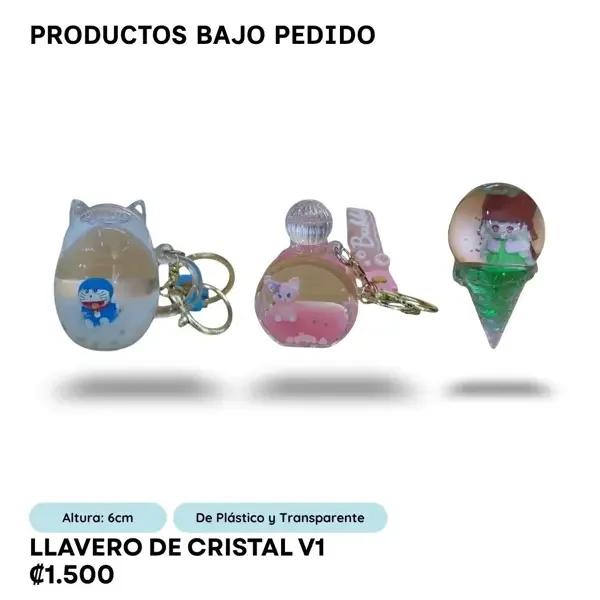 PRODUCTOS BAJO PEDIDO
Altura: 6cm
De Plástico y Transparente
LLAVERO DE CRISTAL V1
₡1.500